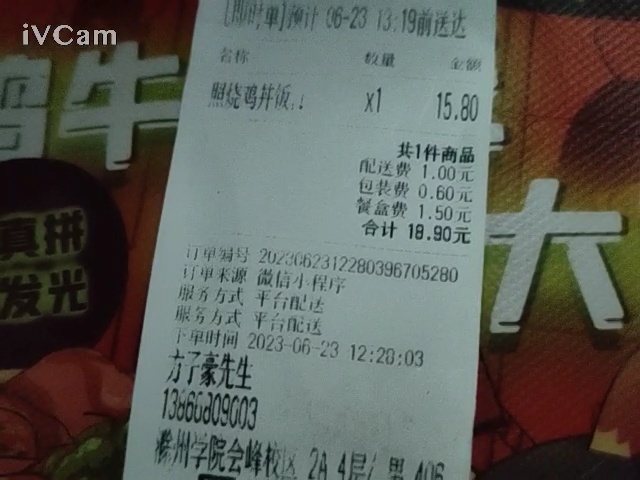 iVCam
[即时单]预计 06-23 13:19前送达
名称 数量 金额
照烧鸡丼饭.! x1 15.80
共1件商品
配送费 1.00元
包装费 0.60元
餐盒费 1.50元
合计 18.90元
订单编号 2023062312280396705280
订单来源 微信小程序
服务方式 平台配送
服务方式 平台配送
下单时间 2023-06-23 12:28:03
方子豪先生
13860809003
滁州学院会峰校区 2A 4层 男 406
牛
大
真拼
发光